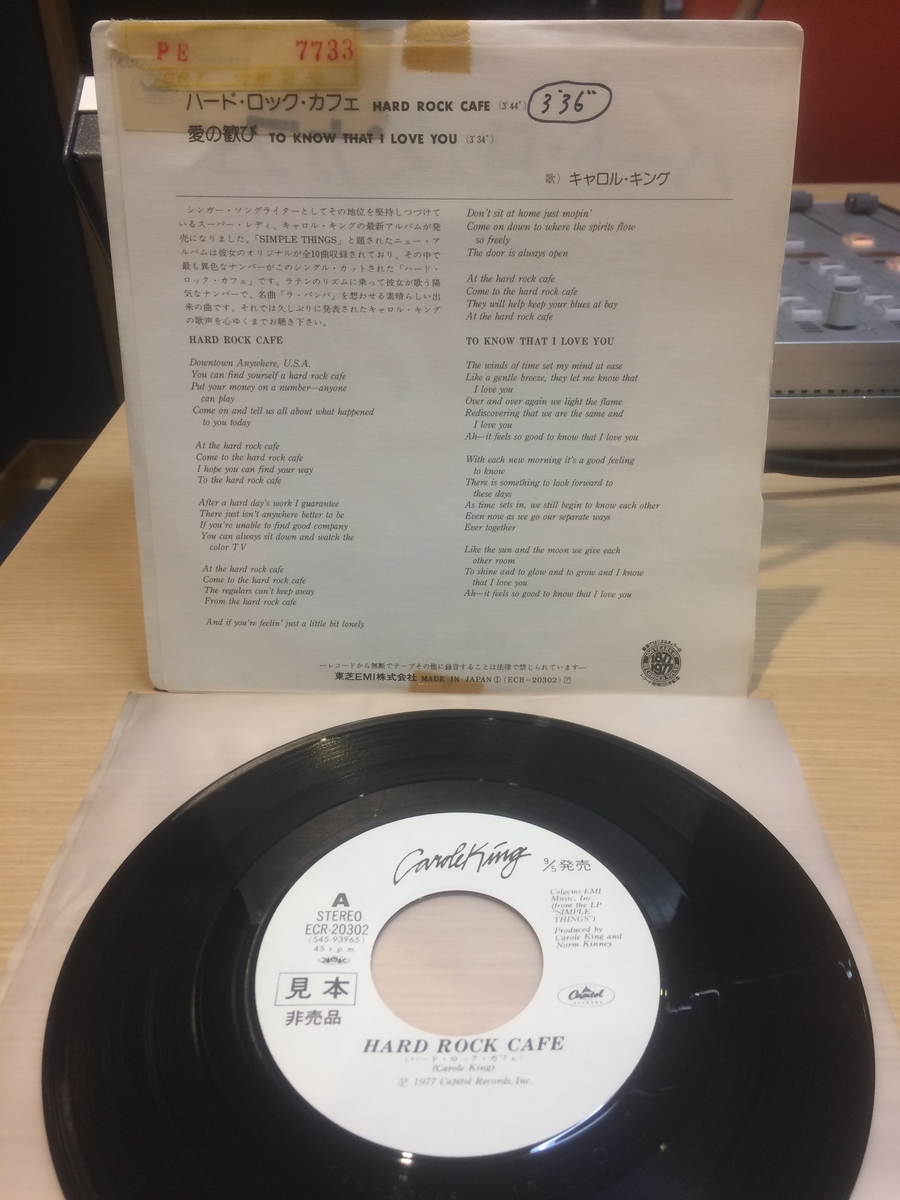 PE 7733
ハード・ロック・カフェ HARD ROCK CAFE (3'44") 3'36"
愛の歓び TO KNOW THAT I LOVE YOU (3'34")
歌) キャロル・キング
シンガー・ソングライターとしてその地位を堅持しつづけて
いるスーパー・レディ、キャロル・キングの最新アルバムが発
売になりました。「SIMPLE THINGS」と題されたニュー・ア
ルバムは彼女のオリジナルが全10曲収録されており、その中で
最も異色なナンバーがこのシングル・カットされた「ハード・
ロック・カフェ」です。ラテンのリズムに乗って彼女が歌う陽
気なナンバーで、名曲「ラ・バンバ」を想わせる素晴らしい出
来の曲です。それでは久しぶりに発表されたキャロル・キング
の歌声を心ゆくまでお聴き下さい。
HARD ROCK CAFE
Downtown Anywhere, U.S.A.
You can find yourself a hard rock cafe
Put your money on a number—anyone
can play
Come on and tell us all about what happened
to you today
At the hard rock cafe
Come to the hard rock cafe
I hope you can find your way
To the hard rock cafe
After a hard day's work I guarantee
There just isn't anywhere better to be
If you're unable to find good company
You can always sit down and watch the
color TV
At the hard rock cafe
Come to the hard rock cafe
The regulars can't keep away
From the hard rock cafe
And if you're feelin' just a little bit lonely
Don't sit at home just mopin'
Come on down to where the spirits flow
so freely
The door is always open
At the hard rock cafe
Come to the hard rock cafe
They will help keep your blues at bay
At the hard rock cafe
TO KNOW THAT I LOVE YOU
The winds of time set my mind at ease
Like a gentle breeze, they let me know that
I love you
Over and over again we light the flame
Rediscovering that we are the same and
I love you
Ah—it feels so good to know that I love you
With each new morning it's a good feeling
to know
There is something to look forward to
these days
As time sets in, we still begin to know each other
Even now as we go our separate ways
Ever together
Like the sun and the moon we give each
other room
To shine and to glow and to grow and I know
that I love you
Ah—it feels so good to know that I love you
—レコードから無断でテープその他に録音することは法律で禁じられています—
東芝EMI株式会社 MADE IN JAPAN Ⓘ (ECR-20302) Ⓟ
1877
1977
Carole King
9/5発売
A
STEREO
ECR-20302
(S45-93965)
45 r.p.m.
見本
非売品
Colgems EMI
Music, Inc.
(from the LP
"SIMPLE
THINGS")
Produced by
Carole King and
Norm Kinney
Capitol
HARD ROCK CAFE
(ハード・ロック・カフェ)
(Carole King)
Ⓟ 1977 Capitol Records, Inc.